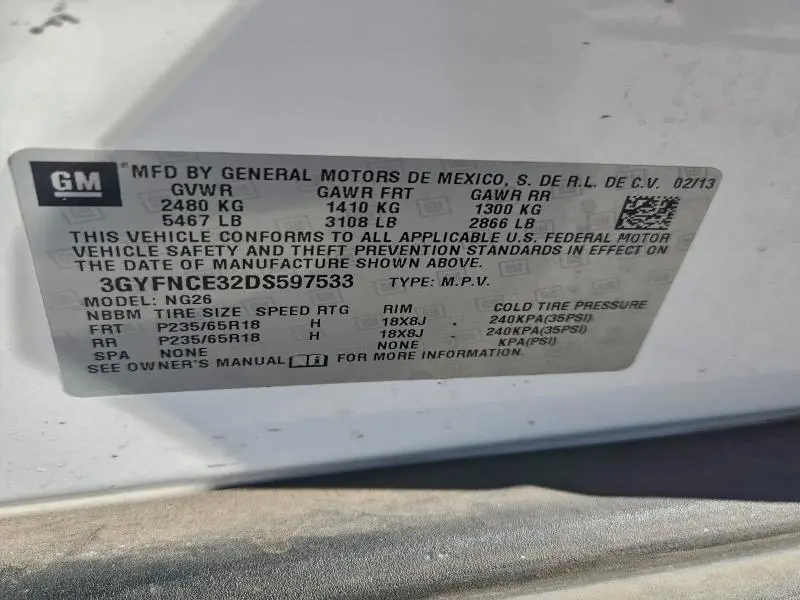 GM MFD BY GENERAL MOTORS DE MEXICO, S. DE R.L. DE C.V. 02/13
GVWR GAWR FRT GAWR RR
2480 KG 1410 KG 1300 KG
5467 LB 3108 LB 2866 LB
THIS VEHICLE CONFORMS TO ALL APPLICABLE U.S. FEDERAL MOTOR
VEHICLE SAFETY AND THEFT PREVENTION STANDARDS IN EFFECT ON
THE DATE OF MANUFACTURE SHOWN ABOVE.
3GYFNCE32DS597533 TYPE: M.P.V.
MODEL: NG26
NBBM TIRE SIZE SPEED RTG RIM COLD TIRE PRESSURE
FRT P235/65R18 H 18X8J - 240KPA(35PSI)
RR P235/65R18 H 18X8J - 240KPA(35PSI)
SPA NONE NONE KPA(PSI)
SEE OWNER'S MANUAL FOR MORE INFORMATION.